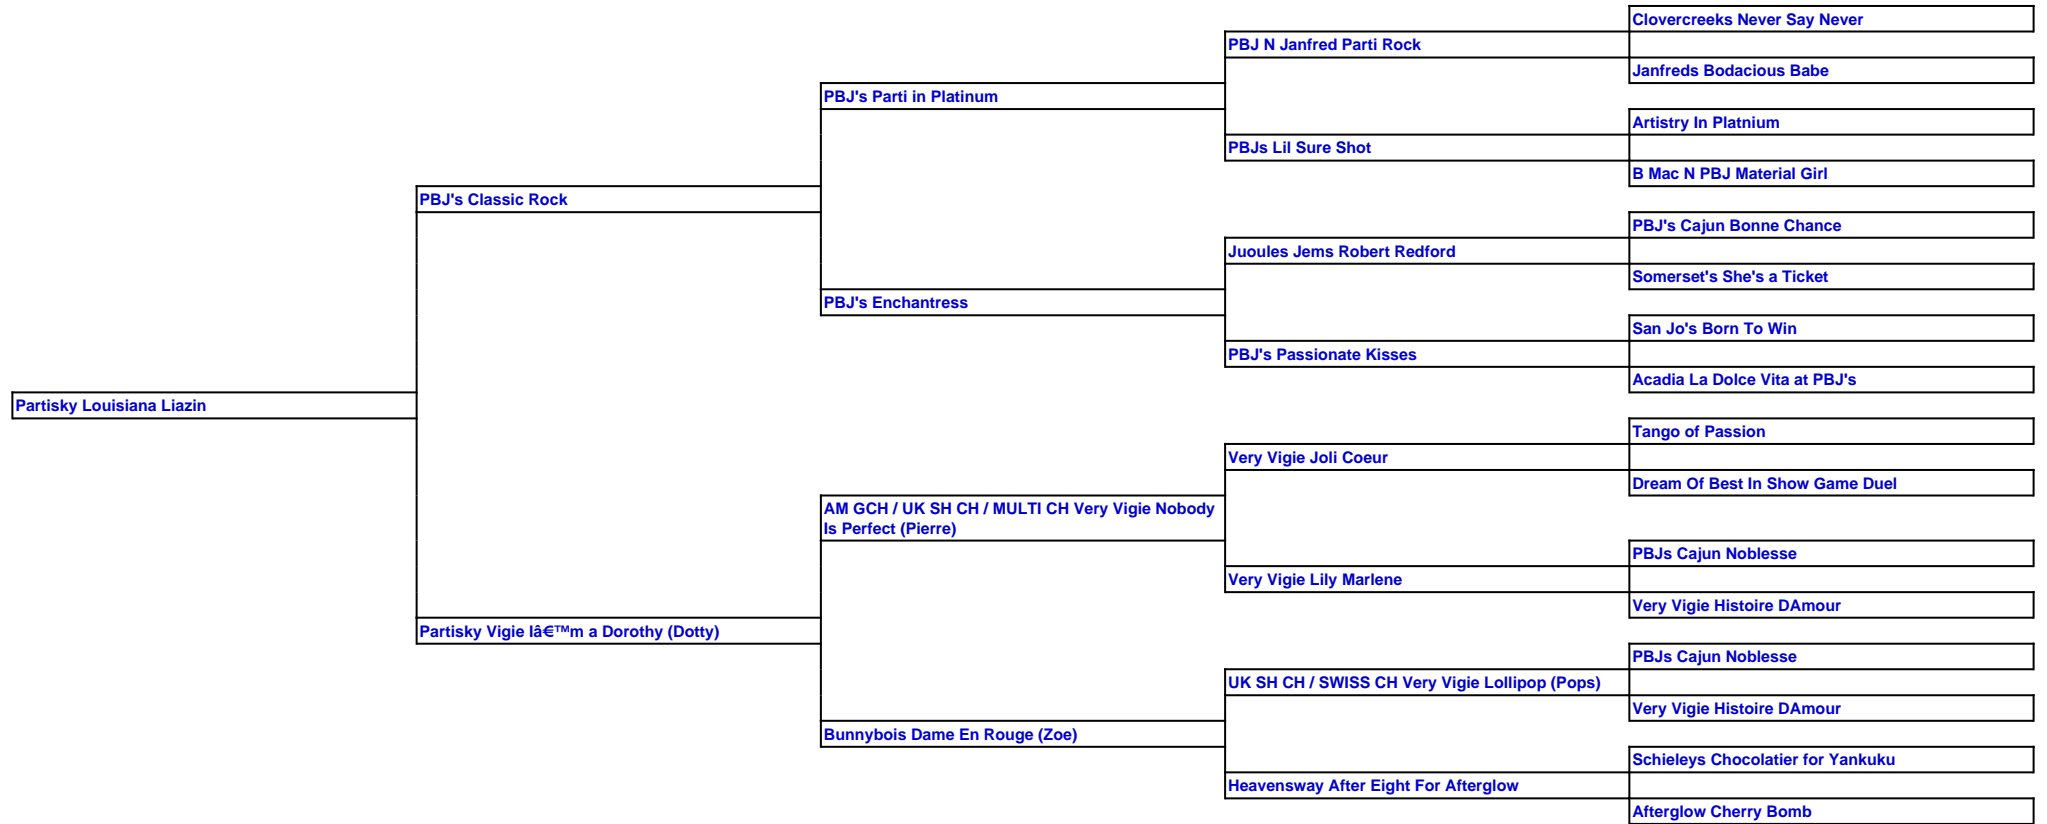 Clovercreeks Never Say Never
PBJ N Janfred Parti Rock
Janfreds Bodacious Babe
PBJ's Parti in Platinum
Artistry In Platnium
PBJs Lil Sure Shot
B Mac N PBJ Material Girl
PBJ's Classic Rock
PBJ's Cajun Bonne Chance
Juoules Jems Robert Redford
Somerset's She's a Ticket
PBJ's Enchantress
San Jo's Born To Win
PBJ's Passionate Kisses
Acadia La Dolce Vita at PBJ's
Partisky Louisiana Liazin
Tango of Passion
Very Vigie Joli Coeur
Dream Of Best In Show Game Duel
AM GCH / UK SH CH / MULTI CH Very Vigie Nobody
Is Perfect (Pierre)
PBJs Cajun Noblesse
Very Vigie Lily Marlene
Very Vigie Histoire DAmour
Partisky Vigie Iâ€™m a Dorothy (Dotty)
PBJs Cajun Noblesse
UK SH CH / SWISS CH Very Vigie Lollipop (Pops)
Very Vigie Histoire DAmour
Bunnybois Dame En Rouge (Zoe)
Schieleys Chocolatier for Yankuku
Heavensway After Eight For Afterglow
Afterglow Cherry Bomb